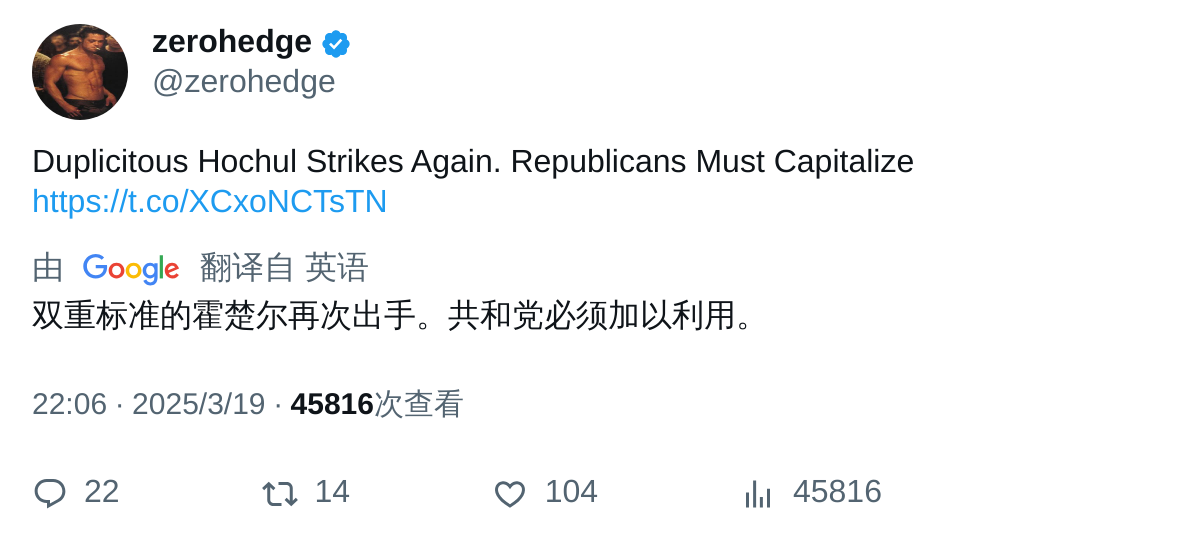 zerohedge
@zerohedge
Duplicitous Hochul Strikes Again. Republicans Must Capitalize
https://t.co/XCxoNCTsTN
由 Google 翻译自 英语
双重标准的霍楚尔再次出手。共和党必须加以利用。
22:06 · 2025/3/19 · 45816次查看
22 14 104 45816